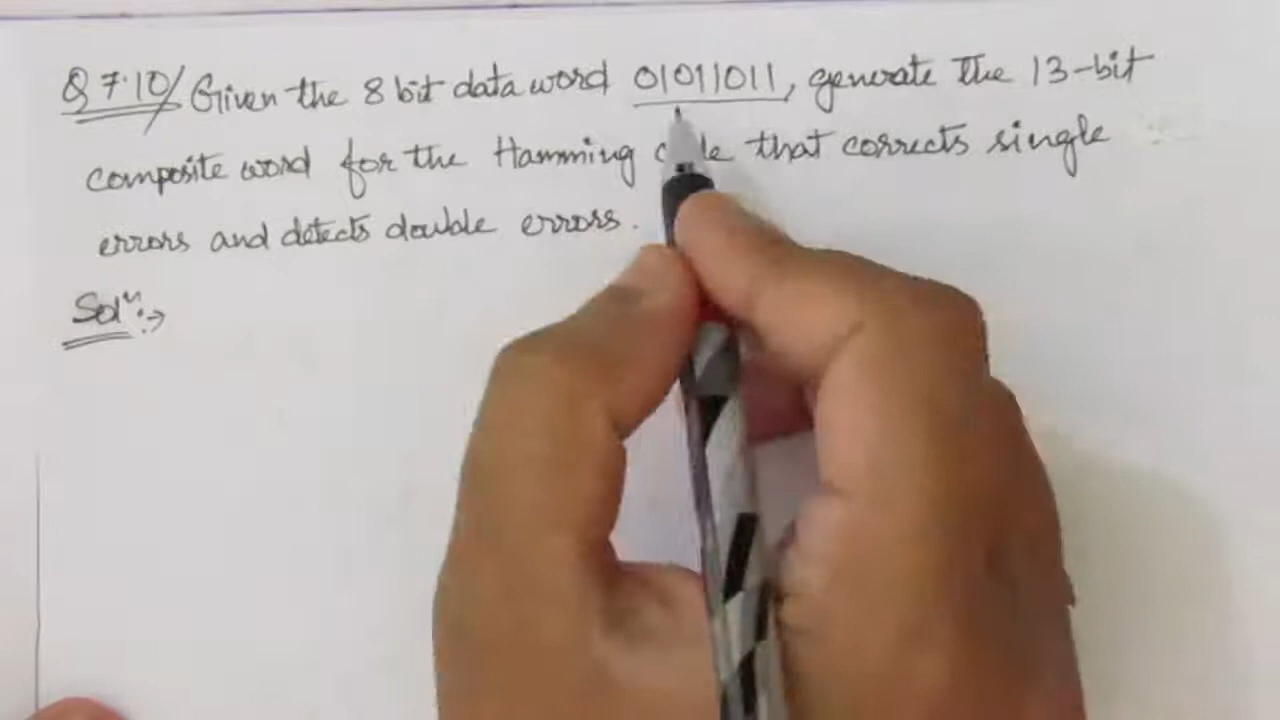 Q 7.10/ Given the 8 bit data word 01011011, generate the 13-bit
composite word for the Hamming that corrects single
errors and detects double errors.
Solⁿ:→